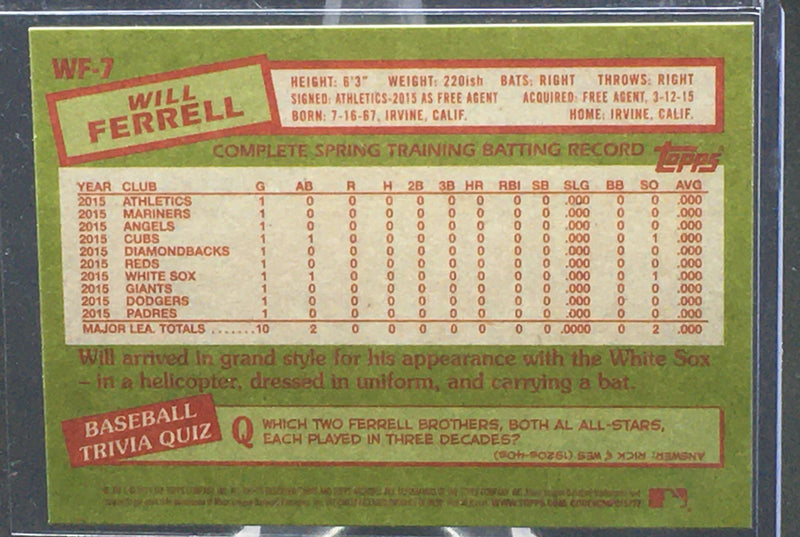 WF-7
WILL
FERRELL
HEIGHT: 6'3" WEIGHT: 220ish BATS: RIGHT THROWS: RIGHT
SIGNED: ATHLETICS-2015 AS FREE AGENT ACQUIRED: FREE AGENT, 3-12-15
BORN: 7-16-67, IRVINE, CALIF. HOME: IRVINE, CALIF.
COMPLETE SPRING TRAINING BATTING RECORD topps
YEAR CLUB G AB R H 2B 3B HR RBI SB SLG BB SO AVG
2015 ATHLETICS 1 0 0 0 0 0 0 0 0 .000 0 0 .000
2015 MARINERS 1 0 0 0 0 0 0 0 0 .000 0 0 .000
2015 ANGELS 1 0 0 0 0 0 0 0 0 .000 0 0 .000
2015 CUBS 1 1 0 0 0 0 0 0 0 .000 0 1 .000
2015 DIAMONDBACKS 1 0 0 0 0 0 0 0 0 .000 0 0 .000
2015 REDS 1 0 0 0 0 0 0 0 0 .000 0 0 .000
2015 WHITE SOX 1 1 0 0 0 0 0 0 0 .000 0 1 .000
2015 GIANTS 1 0 0 0 0 0 0 0 0 .000 0 0 .000
2015 DODGERS 1 0 0 0 0 0 0 0 0 .000 0 0 .000
2015 PADRES 1 0 0 0 0 0 0 0 0 .000 0 0 .000
MAJOR LEA. TOTALS .......10 2 0 0 0 0 0 0 0 .0000 0 2 .000
Will arrived in grand style for his appearance with the White Sox
– in a helicopter, dressed in uniform, and carrying a bat.
BASEBALL
TRIVIA QUIZ
Q WHICH TWO FERRELL BROTHERS, BOTH AL ALL-STARS,
EACH PLAYED IN THREE DECADES?
ANSWER: RICK & WES (1920s-40s)
WWW.TOPPS.COM